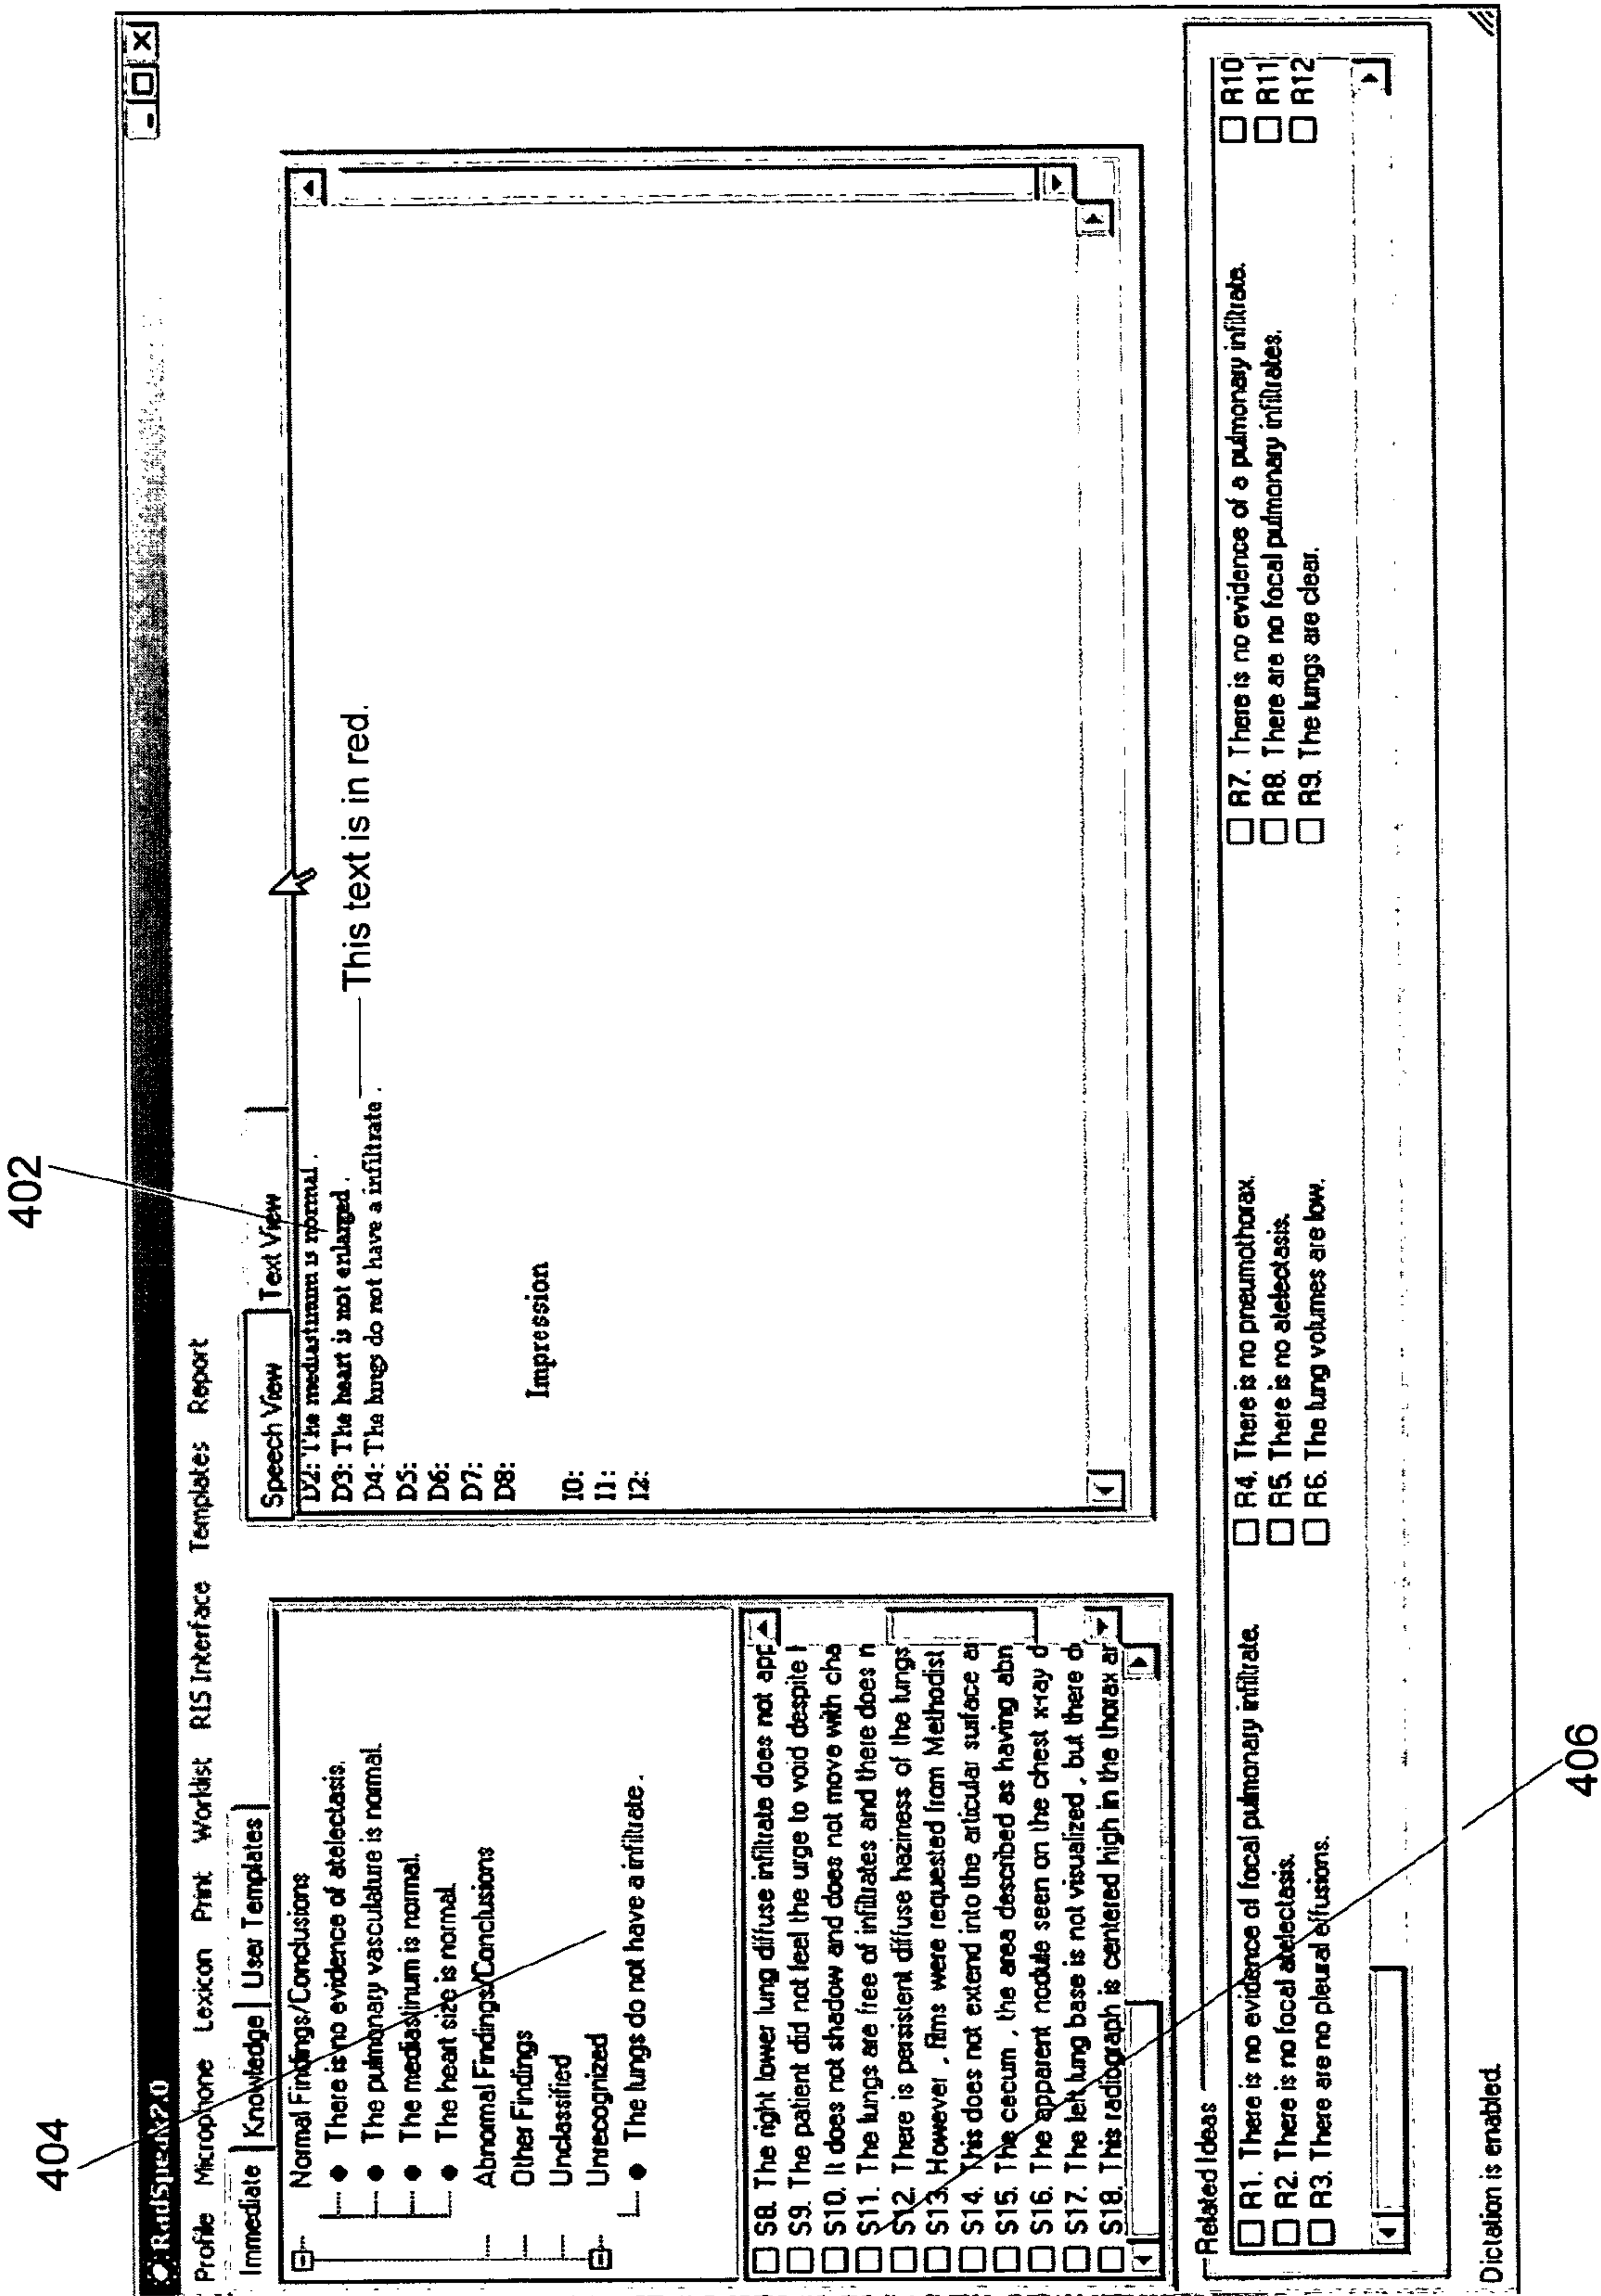 402
404
406
RadSpeak 2.0
Profile Microphone Lexicon Print Worklist RIS Interface Templates Report
Immediate Knowledge User Templates
Normal Findings/Conclusions
There is no evidence of atelectasis.
The pulmonary vasculature is normal.
The mediastinum is normal.
The heart size is normal.
Abnormal Findings/Conclusions
Other Findings
Unclassified
Unrecognized
The lungs do not have a infiltrate .
S8. The right lower lung diffuse infiltrate does not app
S9. The patient did not feel the urge to void despite
S10. It does not shadow and does not move with cha
S11. The lungs are free of infiltrates and there does n
S12. There is persistent diffuse haziness of the lungs
S13. However , films were requested from Methodist
S14. This does not extend into the articular surface a
S15. The cecum , the area described as having abn
S16. The apparent nodule seen on the chest x-ray d
S17. The left lung base is not visualized , but there d
S18. This radiograph is centered high in the thorax ar
Speech View Text View
D2: The mediastinum is normal .
D3: The heart is not enlarged .
D4: The lungs do not have a infiltrate .
This text is in red.
D5:
D6:
D7:
D8:
Impression
I0:
I1:
I2:
Related Ideas
R1. There is no evidence of focal pulmonary infiltrate.
R2. There is no focal atelectasis.
R3. There are no pleural effusions.
R4. There is no pneumothorax.
R5. There is no atelectasis.
R6. The lung volumes are low.
R7. There is no evidence of a pulmonary infiltrate.
R8. There are no focal pulmonary infiltrates.
R9. The lungs are clear.
R10
R11
R12
Dictation is enabled.